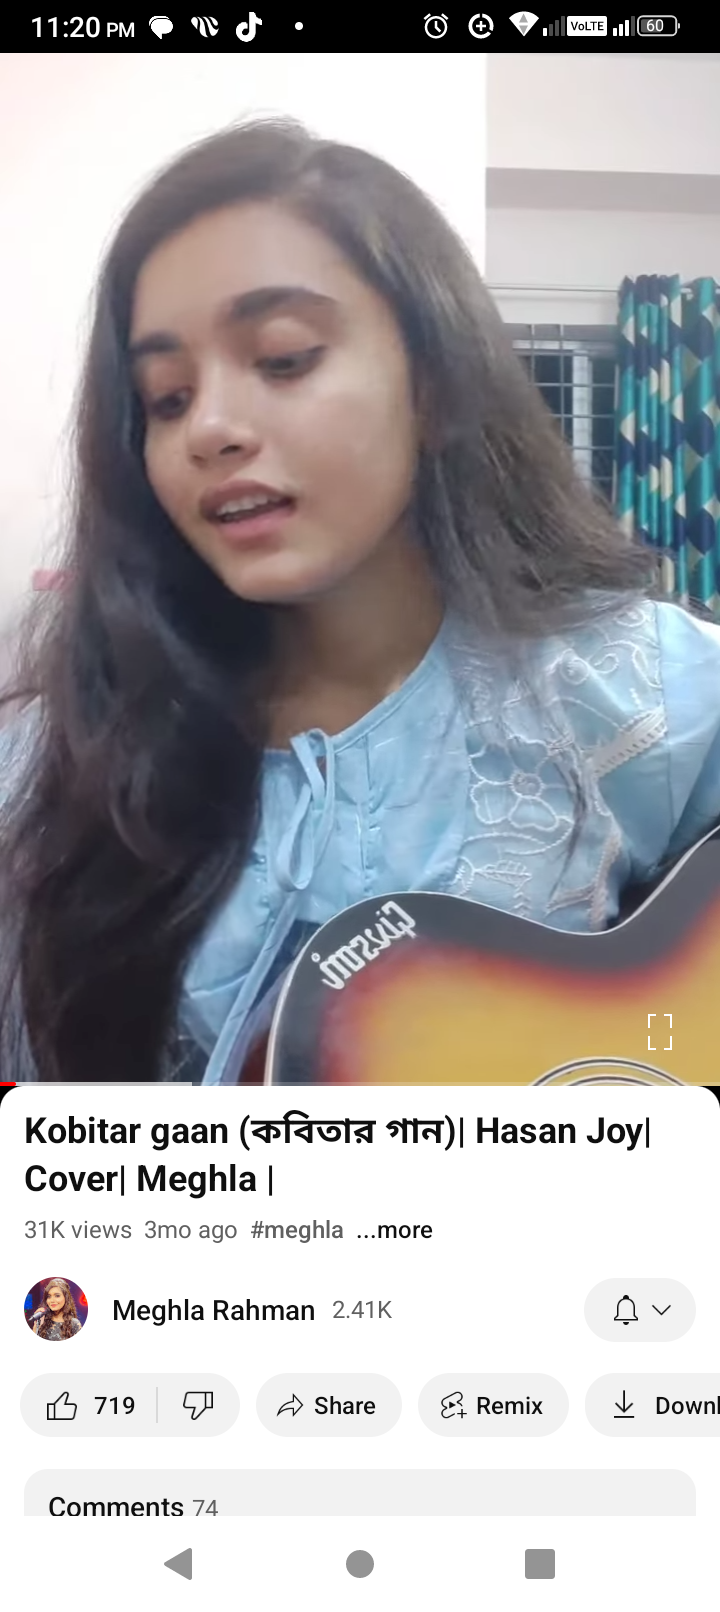 11:20 PM
VoLTE
60
Givson
Kobitar gaan (কবিতার গান)| Hasan Joy|
Cover| Meghla |
31K views 3mo ago #meghla ...more
Meghla Rahman 2.41K
719 Share Remix Downl
Comments 74